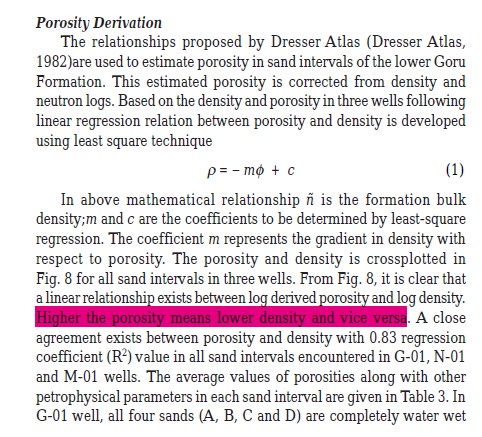 Porosity Derivation
The relationships proposed by Dresser Atlas (Dresser Atlas,
1982)are used to estimate porosity in sand intervals of the lower Goru
Formation. This estimated porosity is corrected from density and
neutron logs. Based on the density and porosity in three wells following
linear regression relation between porosity and density is developed
using least square technique
ρ = – mϕ + c (1)
In above mathematical relationship ñ is the formation bulk
density;m and c are the coefficients to be determined by least-square
regression. The coefficient m represents the gradient in density with
respect to porosity. The porosity and density is crossplotted in
Fig. 8 for all sand intervals in three wells. From Fig. 8, it is clear that
a linear relationship exists between log derived porosity and log density.
Higher the porosity means lower density and vice versa. A close
agreement exists between porosity and density with 0.83 regression
coefficient (R²) value in all sand intervals encountered in G-01, N-01
and M-01 wells. The average values of porosities along with other
petrophysical parameters in each sand interval are given in Table 3. In
G-01 well, all four sands (A, B, C and D) are completely water wet